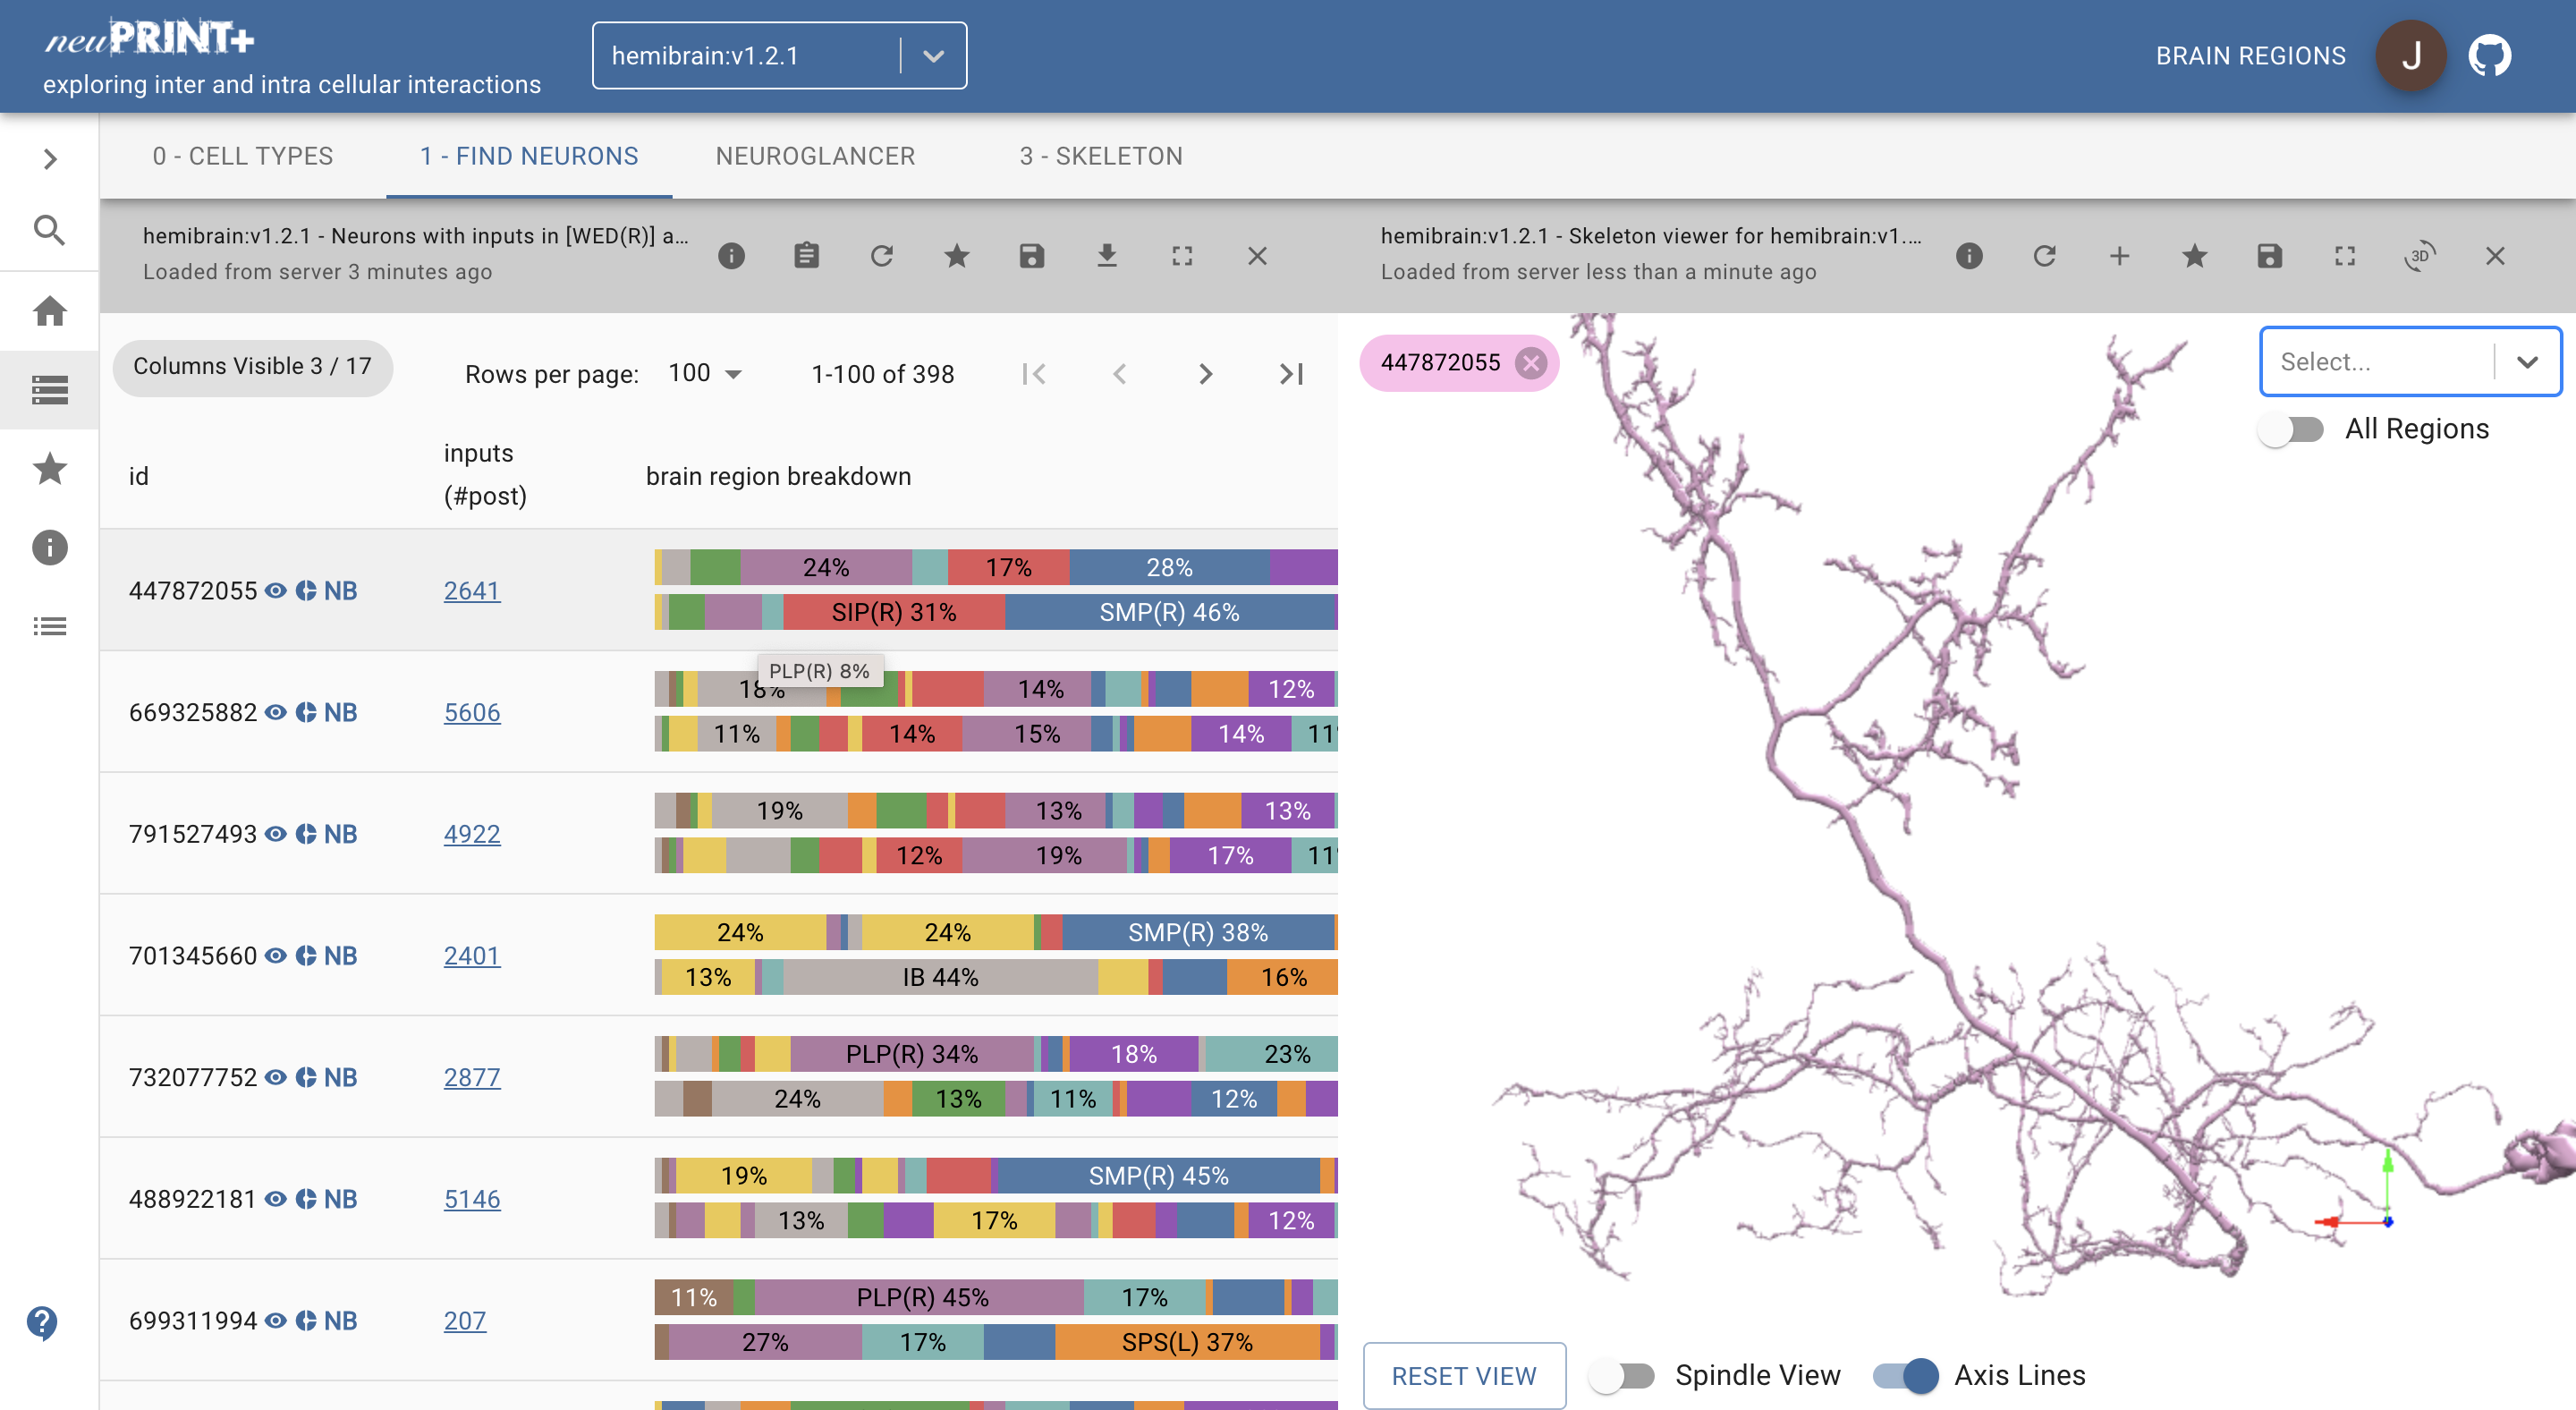 neuPRINT+
exploring inter and intra cellular interactions
hemibrain:v1.2.1
BRAIN REGIONS
J
0 - CELL TYPES
1 - FIND NEURONS
NEUROGLANCER
3 - SKELETON
hemibrain:v1.2.1 - Neurons with inputs in [WED(R)] a...
Loaded from server 3 minutes ago
hemibrain:v1.2.1 - Skeleton viewer for hemibrain:v1....
Loaded from server less than a minute ago
3D
Columns Visible 3 / 17
Rows per page:
100
1-100 of 398
447872055
Select...
All Regions
id
inputs
(#post)
brain region breakdown
447872055 NB
2641
24% 17% 28%
SIP(R) 31% SMP(R) 46%
PLP(R) 8%
669325882 NB
5606
18% 14% 12%
11% 14% 15% 14% 11
791527493 NB
4922
19% 13% 13%
12% 19% 17% 11
701345660 NB
2401
24% 24% SMP(R) 38%
13% IB 44% 16%
732077752 NB
2877
PLP(R) 34% 18% 23%
24% 13% 11% 12%
488922181 NB
5146
19% SMP(R) 45%
13% 17% 12%
699311994 NB
207
11% PLP(R) 45% 17%
27% 17% SPS(L) 37%
RESET VIEW
Spindle View
Axis Lines